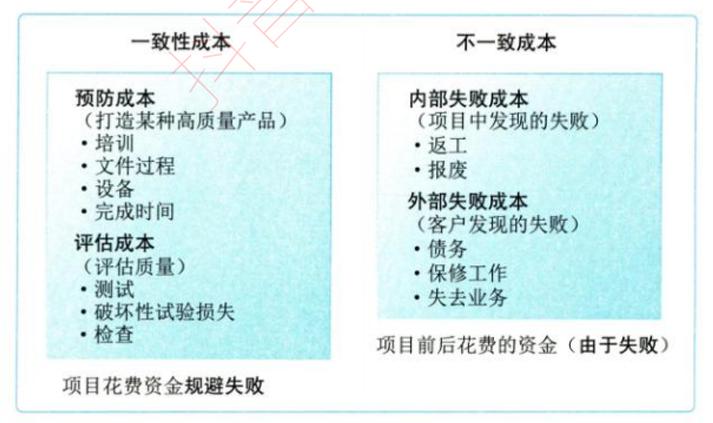 一致性成本
预防成本
（打造某种高质量产品）
·培训
·文件过程
·设备
·完成时间
评估成本
（评估质量）
·测试
·破坏性试验损失
·检查
项目花费资金规避失败
不一致成本
内部失败成本
（项目中发现的失败）
·返工
·报废
外部失败成本
（客户发现的失败）
·债务
·保修工作
·失去业务
项目前后花费的资金（由于失败）